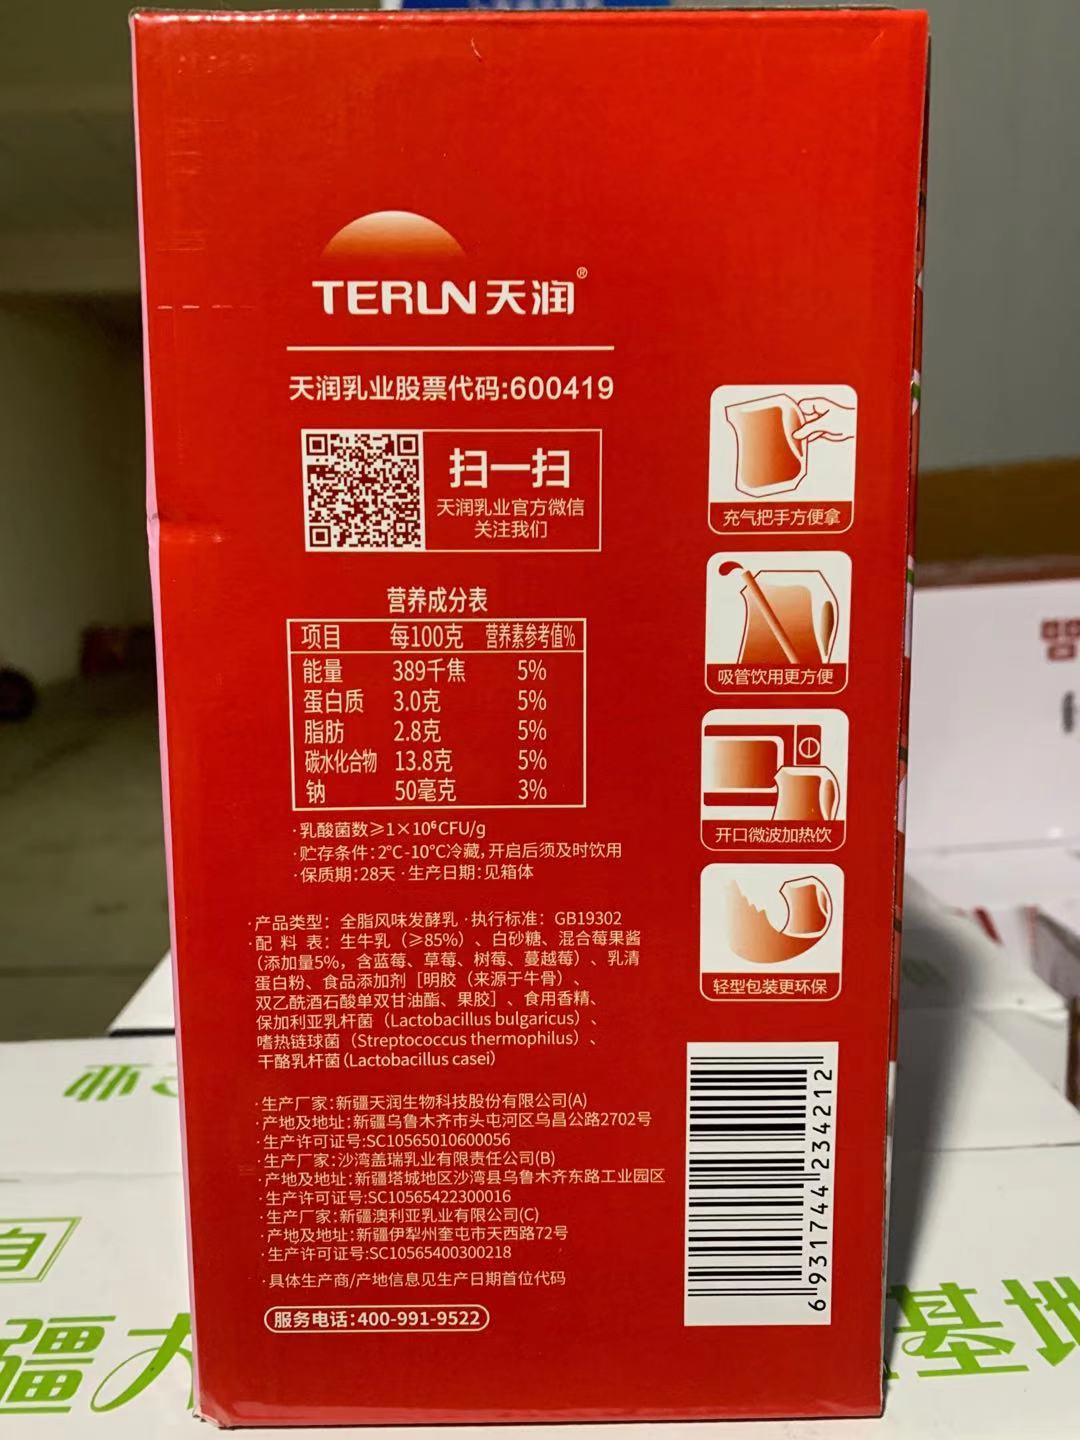 TERUN天润®
天润乳业股票代码:600419
扫一扫
天润乳业官方微信
关注我们
营养成分表
项目 每100克 营养素参考值%
能量 389千焦 5%
蛋白质 3.0克 5%
脂肪 2.8克 5%
碳水化合物 13.8克 5%
钠 50毫克 3%
·乳酸菌数≥1×10⁶CFU/g
·贮存条件:2℃-10℃冷藏,开启后须及时饮用
·保质期:28天 ·生产日期:见箱体
·产品类型: 全脂风味发酵乳 ·执行标准: GB19302
·配 料 表: 生牛乳（≥85%）、白砂糖、混合莓果酱
(添加量5%，含蓝莓、草莓、树莓、蔓越莓）、乳清
蛋白粉、食品添加剂［明胶（来源于牛骨）、
双乙酰酒石酸单双甘油酯、果胶］、食用香精、
保加利亚乳杆菌（Lactobacillus bulgaricus）、
嗜热链球菌（Streptococcus thermophilus）、
干酪乳杆菌(Lactobacillus casei)
·生产厂家:新疆天润生物科技股份有限公司(A)
·产地及地址:新疆乌鲁木齐市头屯河区乌昌公路2702号
·生产许可证号:SC10565010600056
·生产厂家:沙湾盖瑞乳业有限责任公司(B)
·产地及地址:新疆塔城地区沙湾县乌鲁木齐东路工业园区
·生产许可证号:SC10565422300016
·生产厂家:新疆澳利亚乳业有限公司(C)
·产地及地址:新疆伊犁州奎屯市天西路72号
·生产许可证号:SC10565400300218
·具体生产商/产地信息见生产日期首位代码
服务电话:400-991-9522
充气把手方便拿
吸管饮用更方便
开口微波加热饮
轻型包装更环保
6931744234212
自
疆大
基地